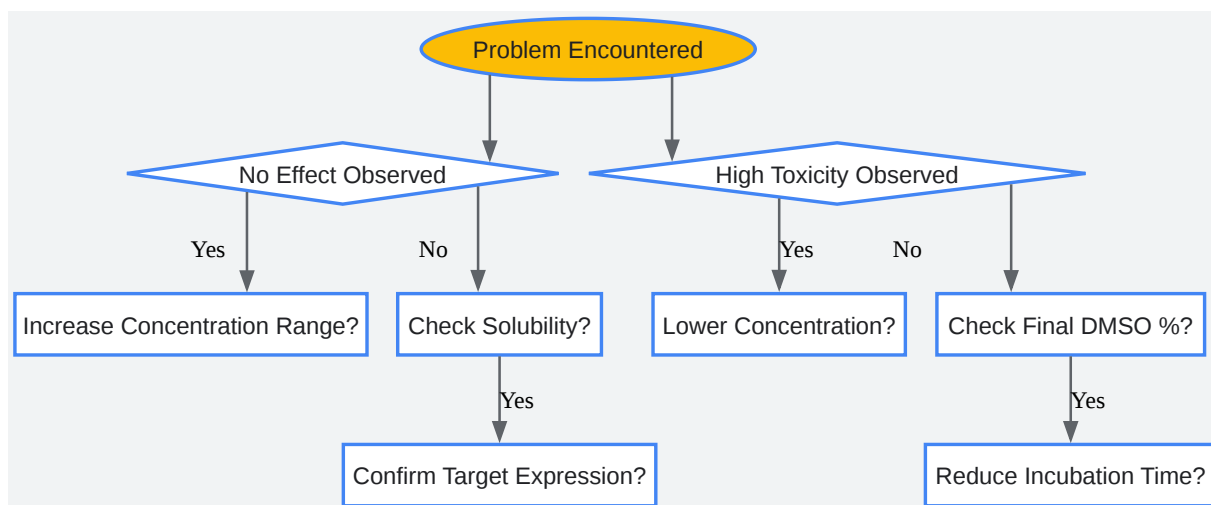 Problem Encountered
No Effect Observed
High Toxicity Observed
Yes
No
Yes
No
Increase Concentration Range?
Check Solubility?
Lower Concentration?
Check Final DMSO %?
Yes
Yes
Confirm Target Expression?
Reduce Incubation Time?